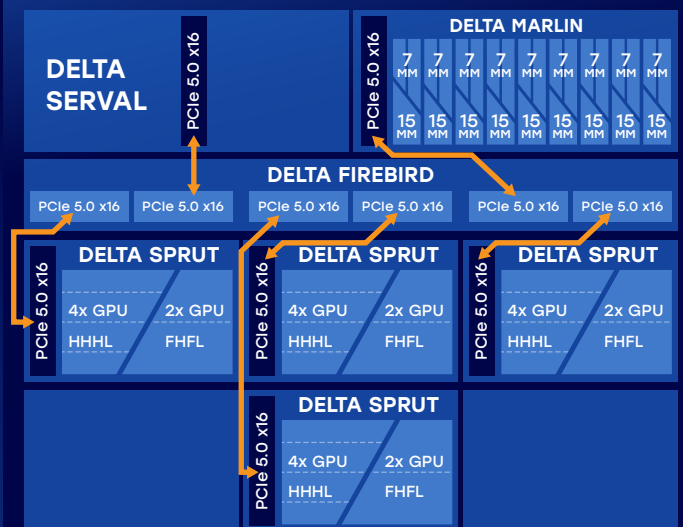 DELTA
SERVAL
PCIe 5.0 x16
PCIe 5.0 x16
DELTA MARLIN
7 7 7 7 7 7 7 7
MM MM MM MM MM MM MM MM
15 15 15 15 15 15 15 15
MM MM MM MM MM MM MM MM
DELTA FIREBIRD
PCIe 5.0 x16 PCIe 5.0 x16 PCIe 5.0 x16 PCIe 5.0 x16 PCIe 5.0 x16 PCIe 5.0 x16
PCIe 5.0 x16
DELTA SPRUT
4x GPU 2x GPU
HHHL FHFL
PCIe 5.0 x16
DELTA SPRUT
4x GPU 2x GPU
HHHL FHFL
PCIe 5.0 x16
DELTA SPRUT
4x GPU 2x GPU
HHHL FHFL
PCIe 5.0 x16
DELTA SPRUT
4x GPU 2x GPU
HHHL FHFL